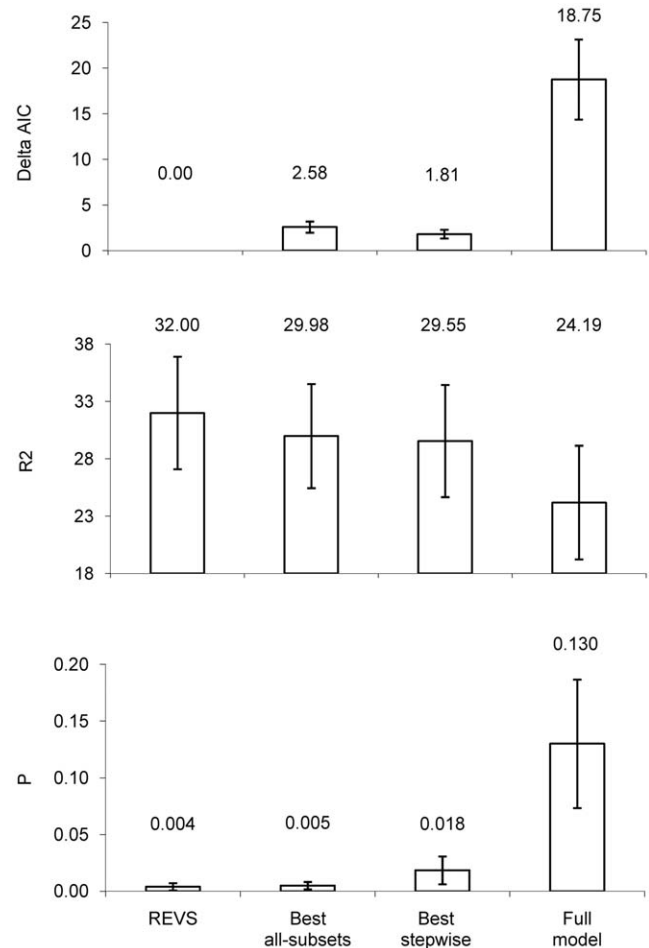 25
20
15
10
5
0
Delta AIC
0.00
2.58
1.81
18.75
38
33
28
23
18
R2
32.00
29.98
29.55
24.19
0.20
0.15
0.10
0.05
0.00
P
0.004
0.005
0.018
0.130
REVS
Best
all-subsets
Best
stepwise
Full
model